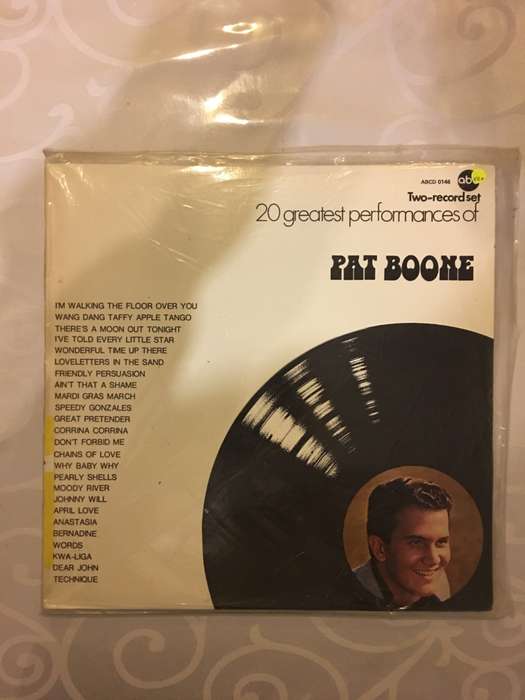 ABCD 0146 abc
Two-record set
20 greatest performances of
PAT BOONE
I'M WALKING THE FLOOR OVER YOU
WANG DANG TAFFY APPLE TANGO
THERE'S A MOON OUT TONIGHT
I'VE TOLD EVERY LITTLE STAR
WONDERFUL TIME UP THERE
LOVELETTERS IN THE SAND
FRIENDLY PERSUASION
AIN'T THAT A SHAME
MARDI GRAS MARCH
SPEEDY GONZALES
GREAT PRETENDER
CORRINA CORRINA
DON'T FORBID ME
CHAINS OF LOVE
WHY BABY WHY
PEARLY SHELLS
MOODY RIVER
JOHNNY WILL
APRIL LOVE
ANASTASIA
BERNADINE
WORDS
KWA-LIGA
DEAR JOHN
TECHNIQUE